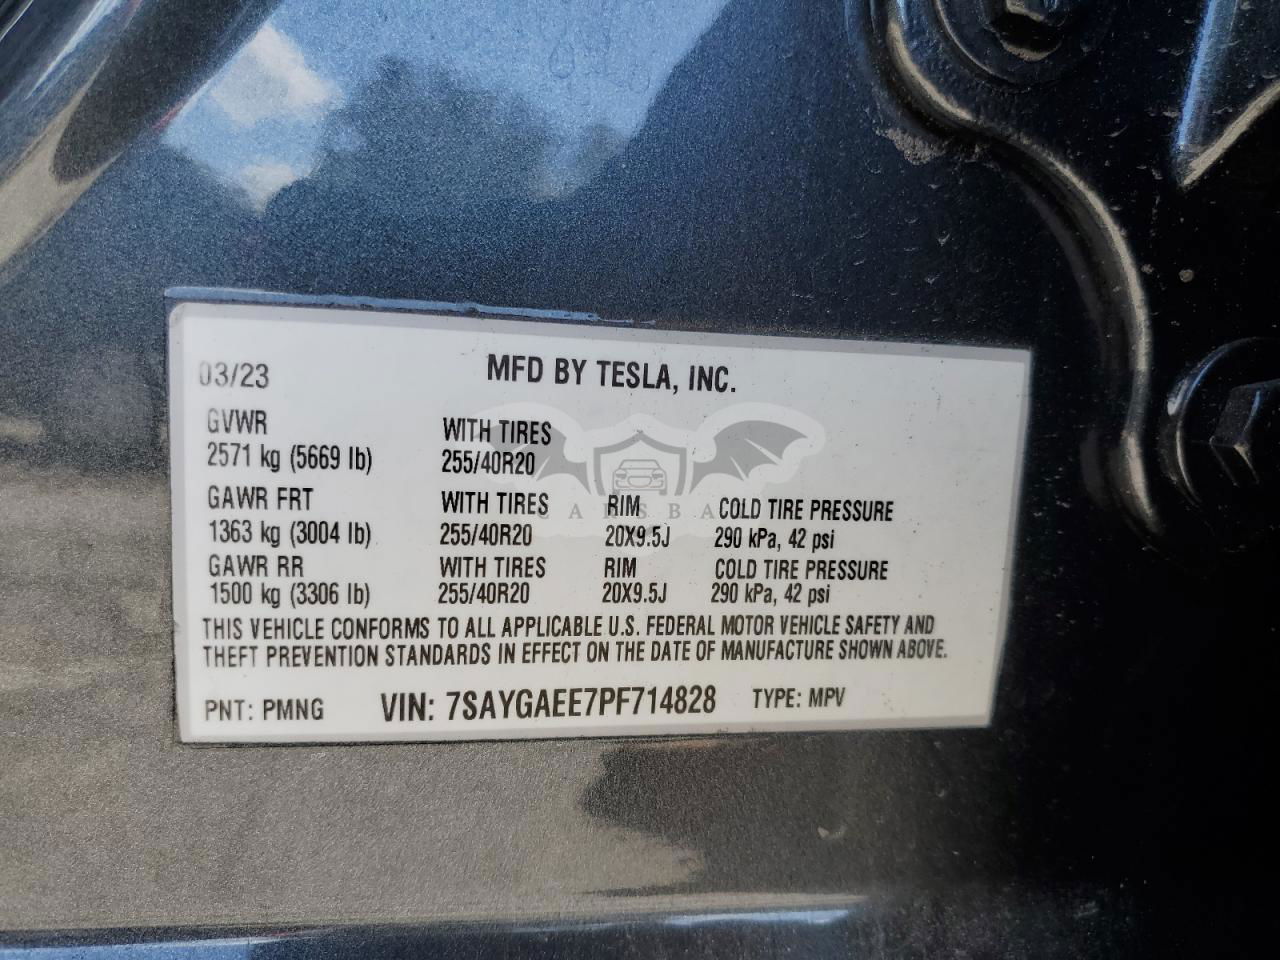 03/23 MFD BY TESLA, INC.
GVWR WITH TIRES
2571 kg (5669 lb) 255/40R20
GAWR FRT WITH TIRES RIM COLD TIRE PRESSURE
1363 kg (3004 lb) 255/40R20 20X9.5J 290 kPa, 42 psi
GAWR RR WITH TIRES RIM COLD TIRE PRESSURE
1500 kg (3306 lb) 255/40R20 20X9.5J 290 kPa, 42 psi
THIS VEHICLE CONFORMS TO ALL APPLICABLE U.S. FEDERAL MOTOR VEHICLE SAFETY AND
THEFT PREVENTION STANDARDS IN EFFECT ON THE DATE OF MANUFACTURE SHOWN ABOVE.
PNT: PMNG VIN: 7SAYGAEE7PF714828 TYPE: MPV